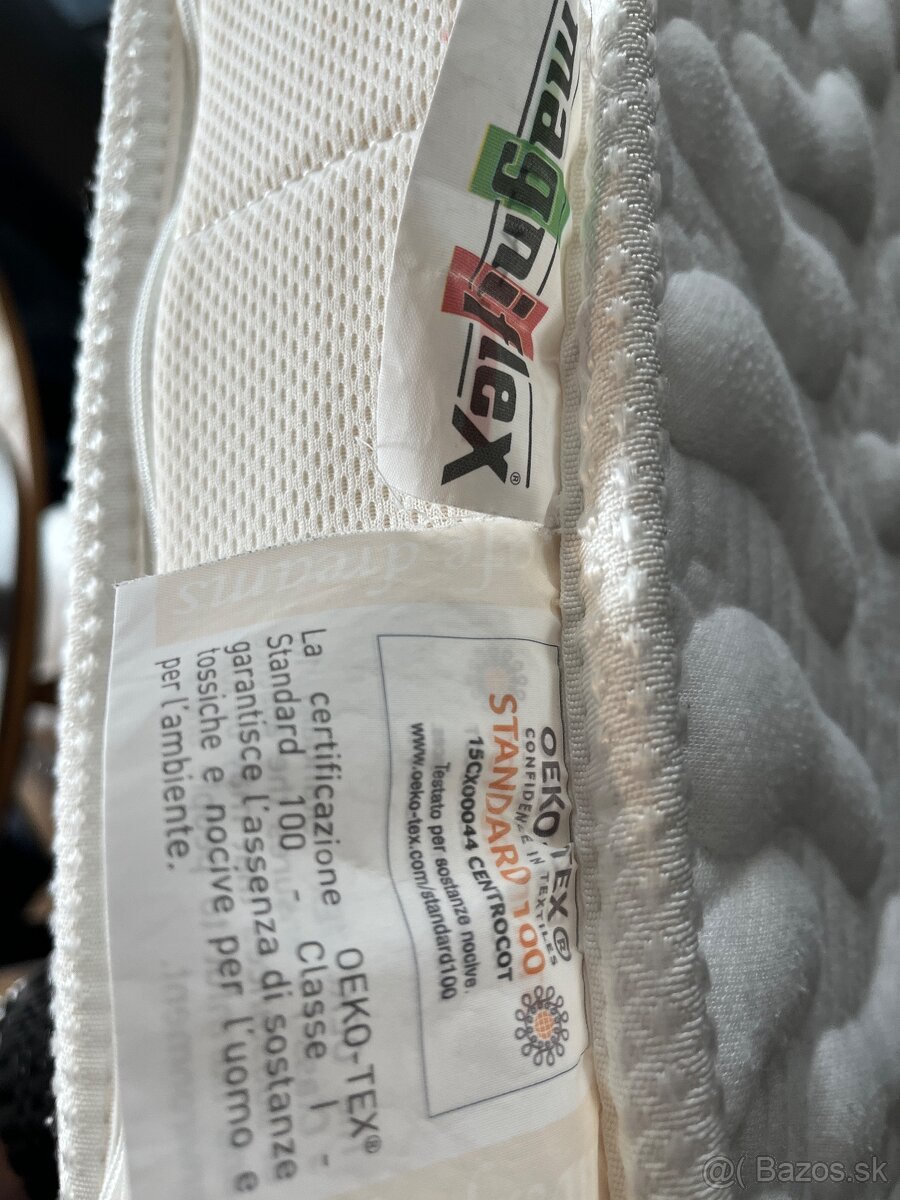 magniflex®
dreams
OEKO-TEX®
CONFIDENCE IN TEXTILES
STANDARD 100
15CX00044 CENTROCOT
Testato per sostanze nocive.
www.oeko-tex.com/standard100
La certificazione OEKO-TEX®
Standard 100 - Classe I -
garantisce l'assenza di sostanze
tossiche e nocive per l'uomo e
per l'ambiente.
@( Bazos.sk